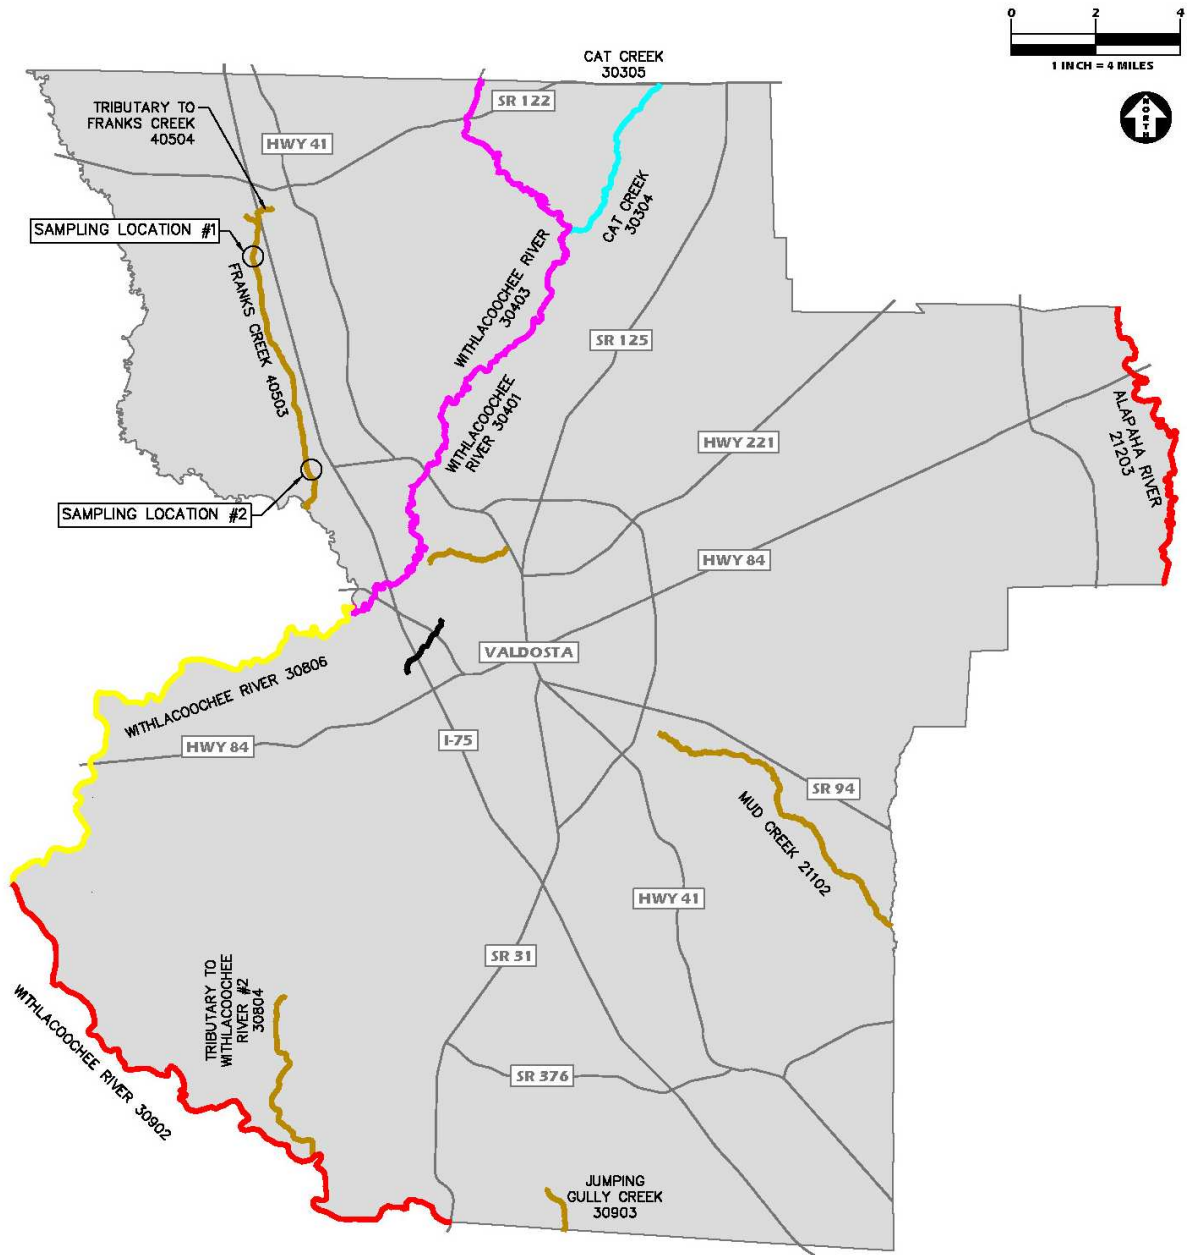 0 2 4
1 INCH = 4 MILES
NORTH
CAT CREEK
30305
TRIBUTARY TO
FRANKS CREEK
40504
SR 122
HWY 41
SAMPLING LOCATION #1
CAT CREEK
30304
WITHLACOOCHEE RIVER
30403
FRANKS CREEK 40503
SR 125
WITHLACOOCHEE
RIVER 30401
ALAPAHA RIVER
21203
HWY 221
SAMPLING LOCATION #2
HWY 84
VALDOSTA
WITHLACOOCHEE RIVER 30806
HWY 84
I-75
SR 94
MUD CREEK 21102
HWY 41
SR 31
TRIBUTARY TO
WITHLACOOCHEE
RIVER #2
30804
WITHLACOOCHEE RIVER 30902
SR 376
JUMPING
GULLY CREEK
30903